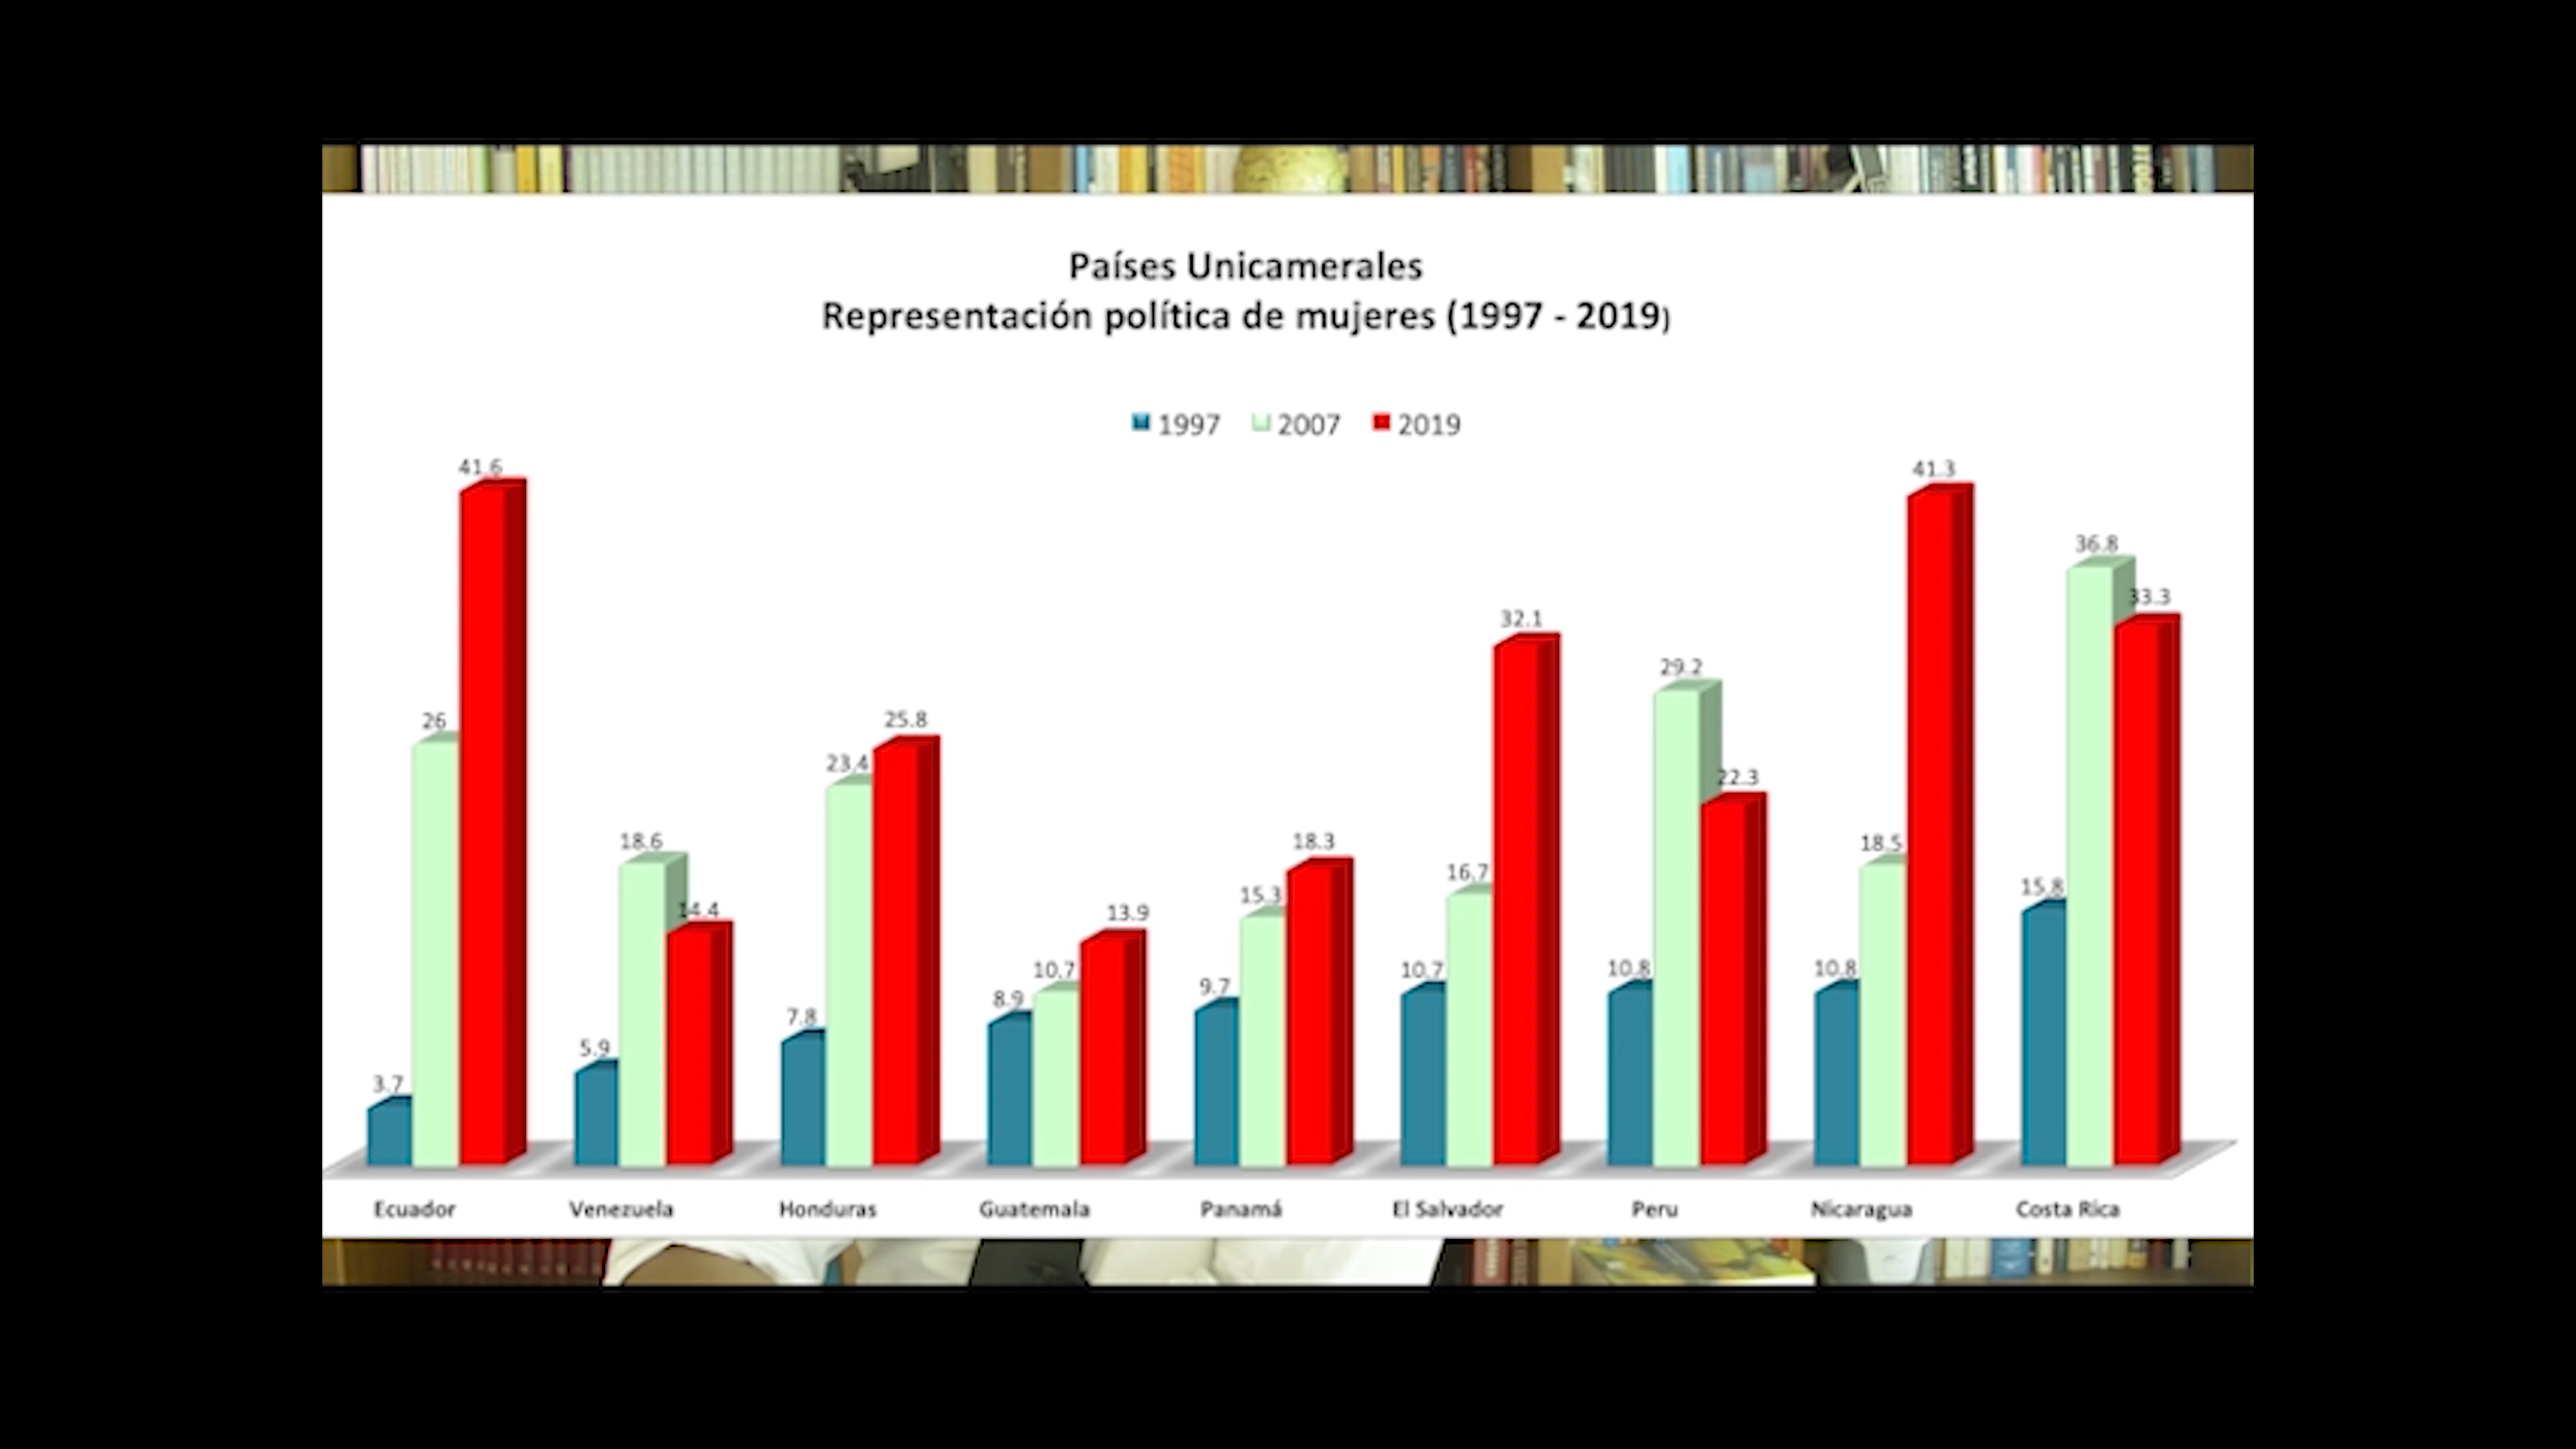 Países Unicamerales
Representación política de mujeres (1997 - 2019)
1997 2007 2019
3.7 26 41.6
5.9 18.6 14.4
7.8 23.4 25.8
8.9 10.7 13.9
9.7 15.3 18.3
10.7 16.7 32.1
10.8 29.2 22.3
10.8 18.5 41.3
15.8 36.8 33.3
Ecuador Venezuela Honduras Guatemala Panamá El Salvador Peru Nicaragua Costa Rica